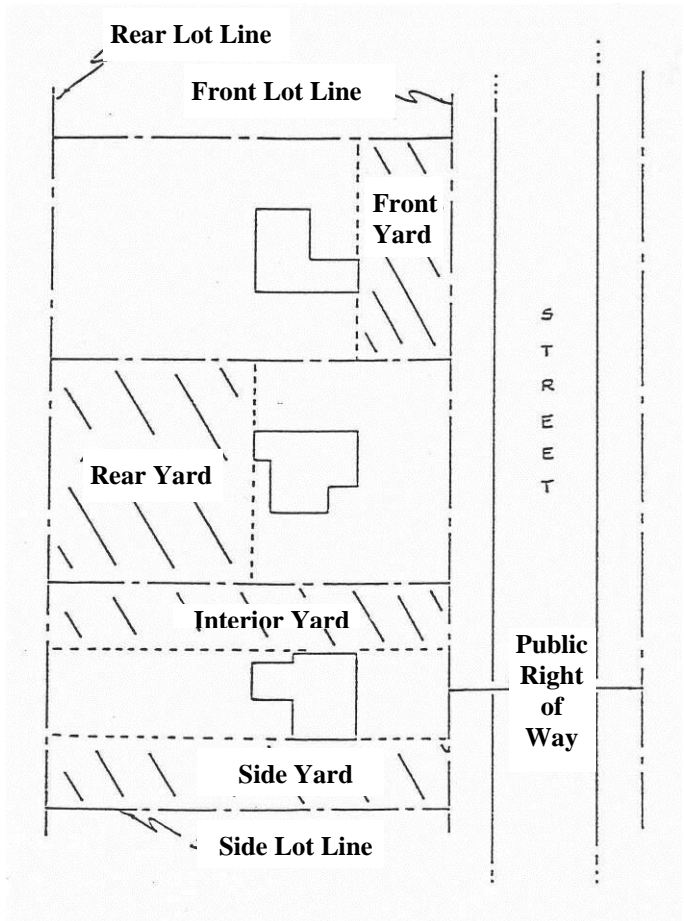 Rear Lot Line
Front Lot Line
Front
Yard
STREET
Rear Yard
Interior Yard
Public
Right
of
Way
Side Yard
Side Lot Line